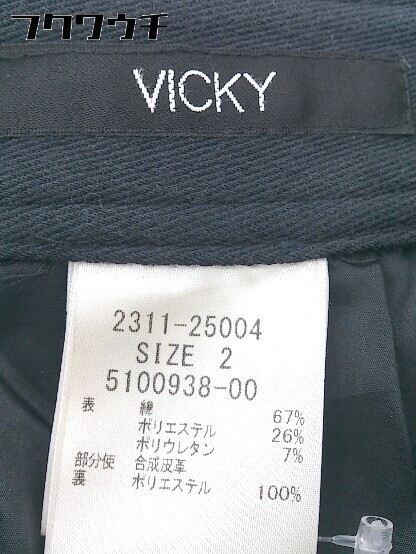 フクワウチ
VICKY
2311-25004
SIZE 2
5100938-00
表 綿 67%
ポリエステル 26%
ポリウレタン 7%
部分使 合成皮革
裏 ポリエステル 100%